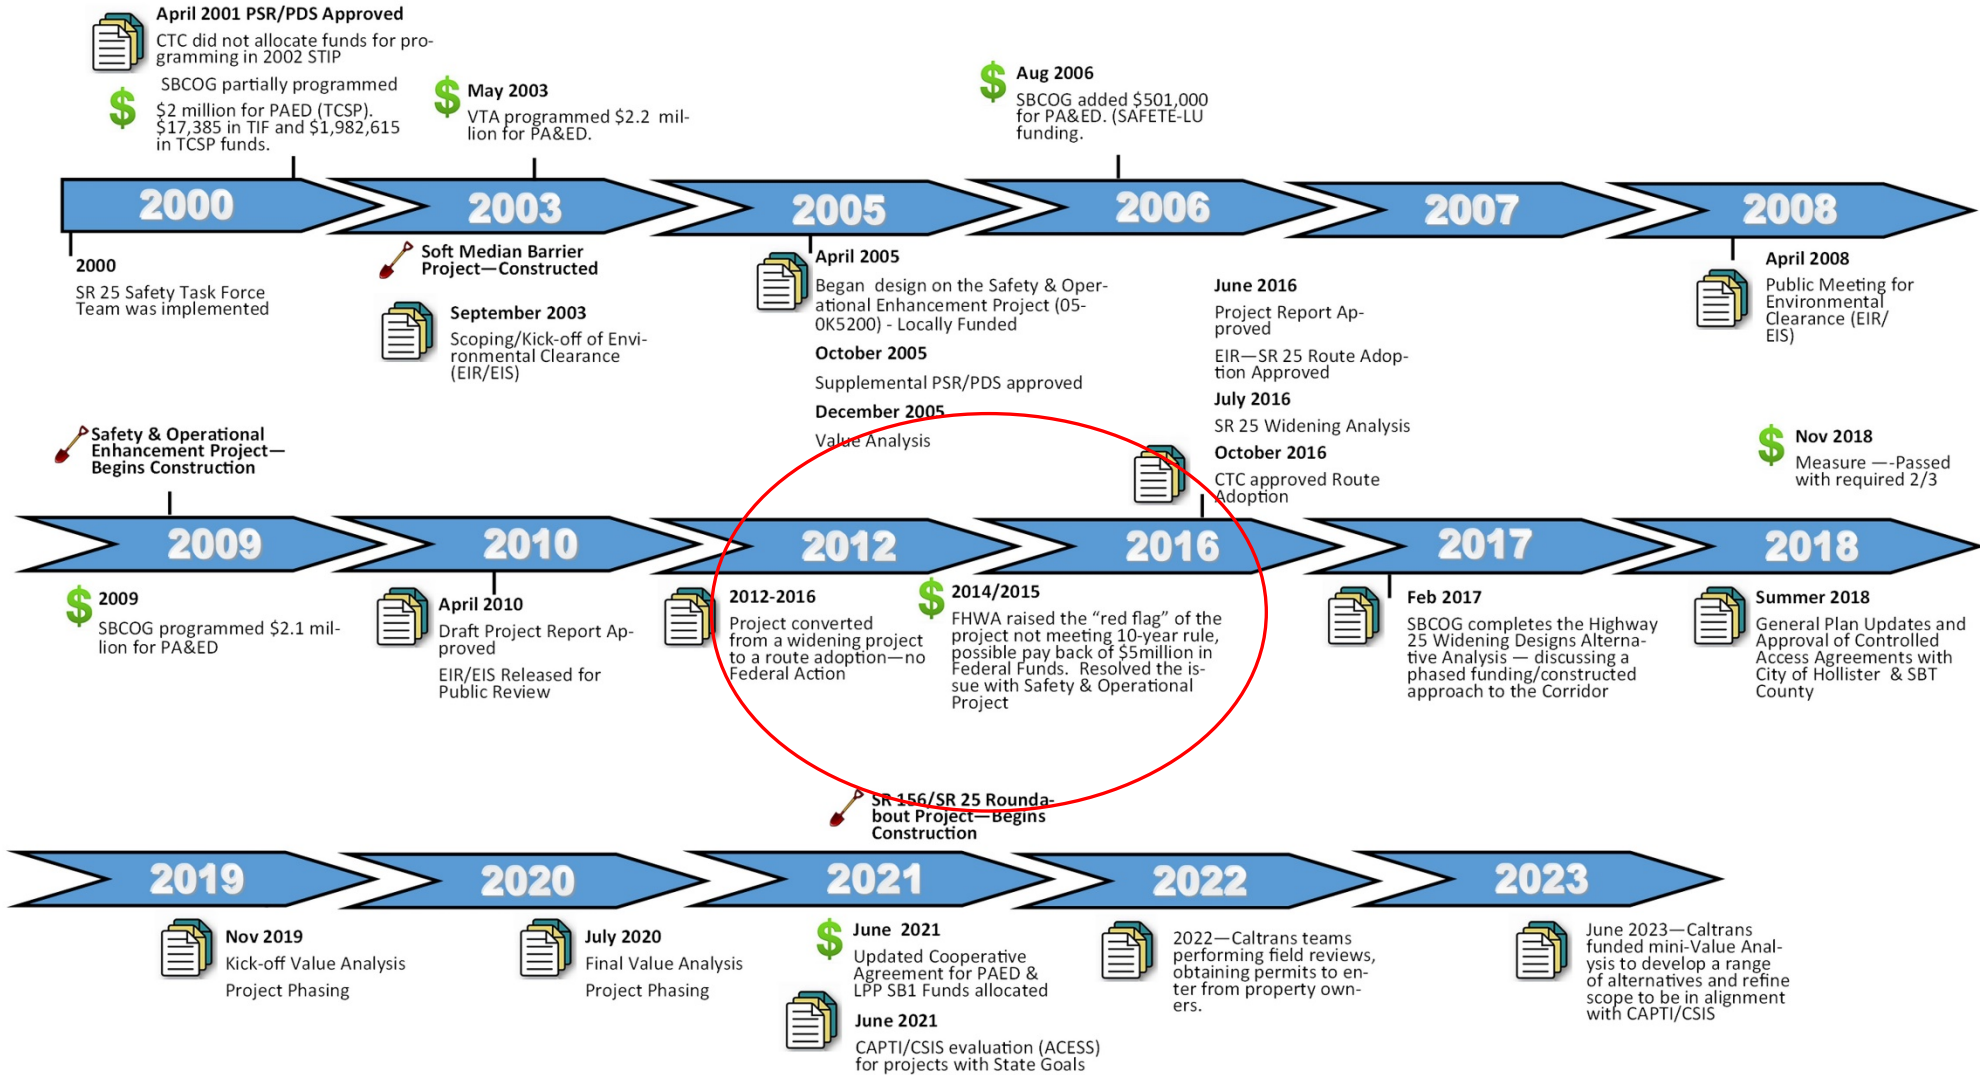 April 2001 PSR/PDS Approved
CTC did not allocate funds for pro-
gramming in 2002 STIP
SBCOG partially programmed
$2 million for PAED (TCSP).
$17,385 in TIF and $1,982,615
in TCSP funds.
May 2003
VTA programmed $2.2 mil-
lion for PA&ED.
Aug 2006
SBCOG added $501,000
for PA&ED. (SAFETE-LU
funding.
2000
2003
2005
2006
2007
2008
2000
SR 25 Safety Task Force
Team was implemented
Soft Median Barrier
Project—Constructed
September 2003
Scoping/Kick-off of Envi-
ronmental Clearance
(EIR/EIS)
April 2005
Began design on the Safety & Oper-
ational Enhancement Project (05-
0K5200) - Locally Funded
October 2005
Supplemental PSR/PDS approved
December 2005
Value Analysis
June 2016
Project Report Ap-
proved
EIR—SR 25 Route Adop-
tion Approved
July 2016
SR 25 Widening Analysis
October 2016
CTC approved Route
Adoption
April 2008
Public Meeting for
Environmental
Clearance (EIR/
EIS)
Safety & Operational
Enhancement Project—
Begins Construction
Nov 2018
Measure —-Passed
with required 2/3
2009
2010
2012
2016
2017
2018
2009
SBCOG programmed $2.1 mil-
lion for PA&ED
April 2010
Draft Project Report Ap-
proved
EIR/EIS Released for
Public Review
2012-2016
Project converted
from a widening project
to a route adoption—no
Federal Action
2014/2015
FHWA raised the “red flag” of the
project not meeting 10-year rule,
possible pay back of $5million in
Federal Funds. Resolved the is-
sue with Safety & Operational
Project
Feb 2017
SBCOG completes the Highway
25 Widening Designs Alterna-
tive Analysis — discussing a
phased funding/constructed
approach to the Corridor
Summer 2018
General Plan Updates and
Approval of Controlled
Access Agreements with
City of Hollister & SBT
County
SR 156/SR 25 Rounda-
bout Project—Begins
Construction
2019
2020
2021
2022
2023
Nov 2019
Kick-off Value Analysis
Project Phasing
July 2020
Final Value Analysis
Project Phasing
June 2021
Updated Cooperative
Agreement for PAED &
LPP SB1 Funds allocated
June 2021
CAPTI/CSIS evaluation (ACESS)
for projects with State Goals
2022—Caltrans teams
performing field reviews,
obtaining permits to en-
ter from property own-
ers.
June 2023—Caltrans
funded mini-Value Anal-
ysis to develop a range
of alternatives and refine
scope to be in alignment
with CAPTI/CSIS